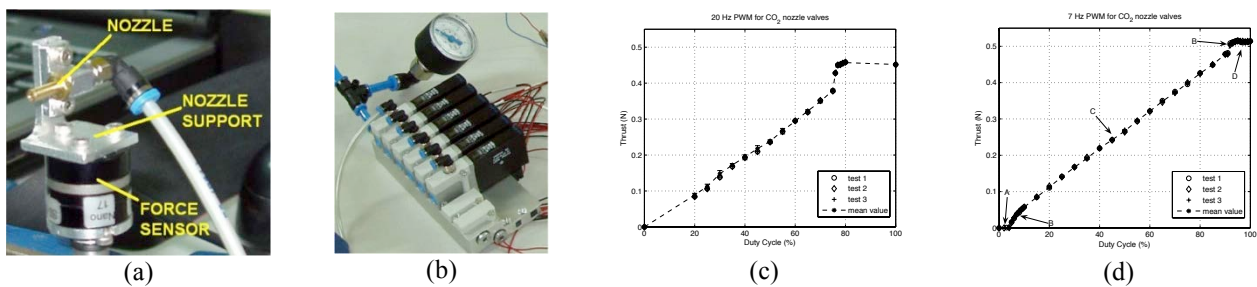 NOZZLE
NOZZLE
SUPPORT
FORCE
SENSOR
Nano
17
(a)
(b)
20 Hz PWM for CO2 nozzle valves
Thrust (N)
0.5
0.4
0.3
0.2
0.1
0
0 20 40 60 80 100
Duty Cycle (%)
test 1
test 2
test 3
mean value
(c)
7 Hz PWM for CO2 nozzle valves
Thrust (N)
0.5
0.4
0.3
0.2
0.1
0
0 20 40 60 80 100
Duty Cycle (%)
A
B
C
B
D
test 1
test 2
test 3
mean value
(d)